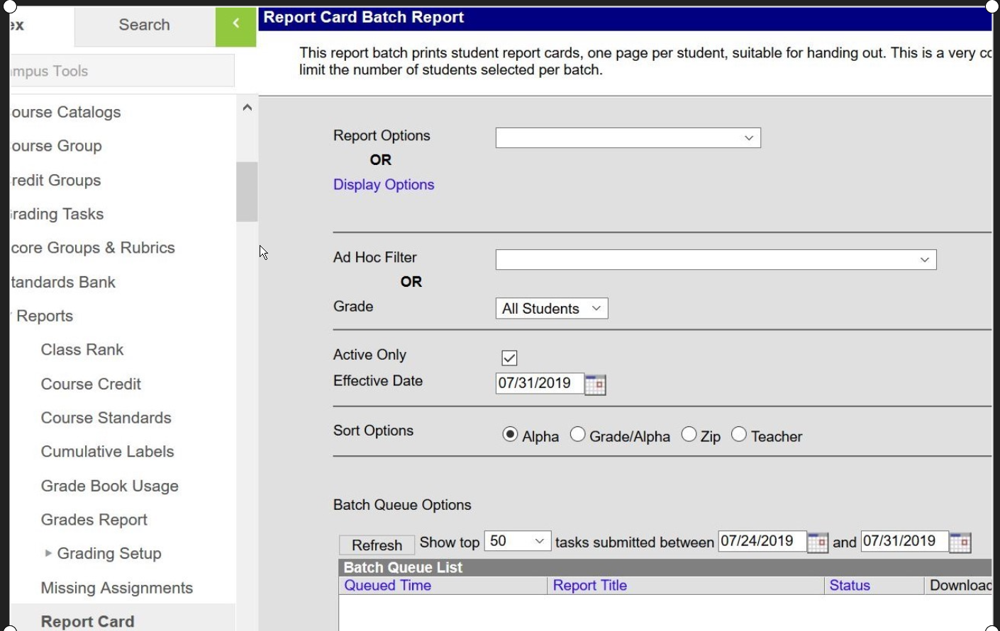 ex
Search
Report Card Batch Report
This report batch prints student report cards, one page per student, suitable for handing out. This is a very co
limit the number of students selected per batch.
mpus Tools
ourse Catalogs
ourse Group
redit Groups
rading Tasks
core Groups & Rubrics
tandards Bank
Reports
Class Rank
Course Credit
Course Standards
Cumulative Labels
Grade Book Usage
Grades Report
Grading Setup
Missing Assignments
Report Card
Report Options
OR
Display Options
Ad Hoc Filter
OR
Grade All Students
Active Only
Effective Date 07/31/2019
Sort Options Alpha Grade/Alpha Zip Teacher
Batch Queue Options
Refresh Show top 50 tasks submitted between 07/24/2019 and 07/31/2019
Batch Queue List
Queued Time Report Title Status Downloac